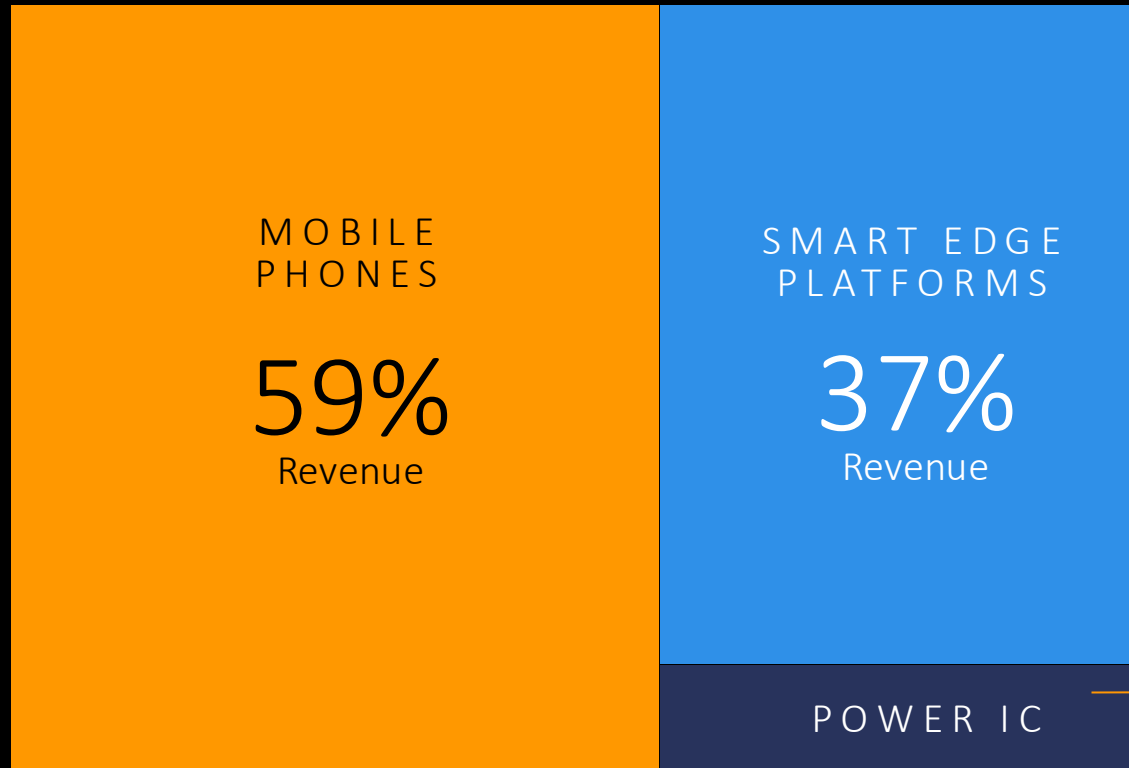 MOBILE
PHONES
59%
Revenue
SMART EDGE
PLATFORMS
37%
Revenue
POWER IC